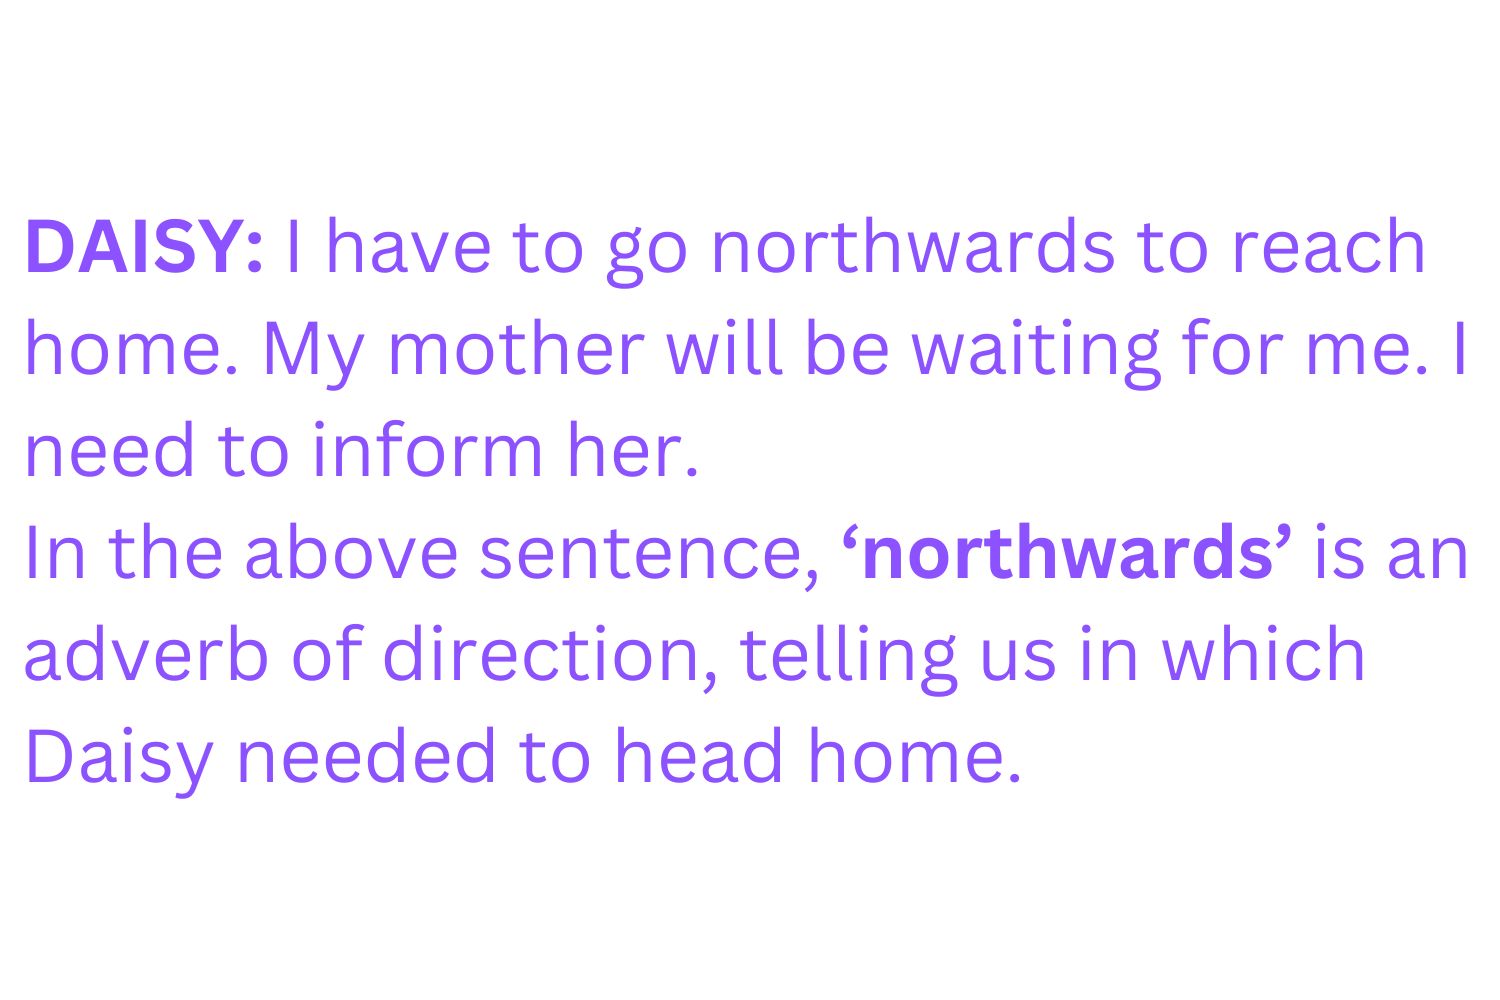 DAISY: I have to go northwards to reach
home. My mother will be waiting for me. I
need to inform her.
In the above sentence, ‘northwards’ is an
adverb of direction, telling us in which
Daisy needed to head home.